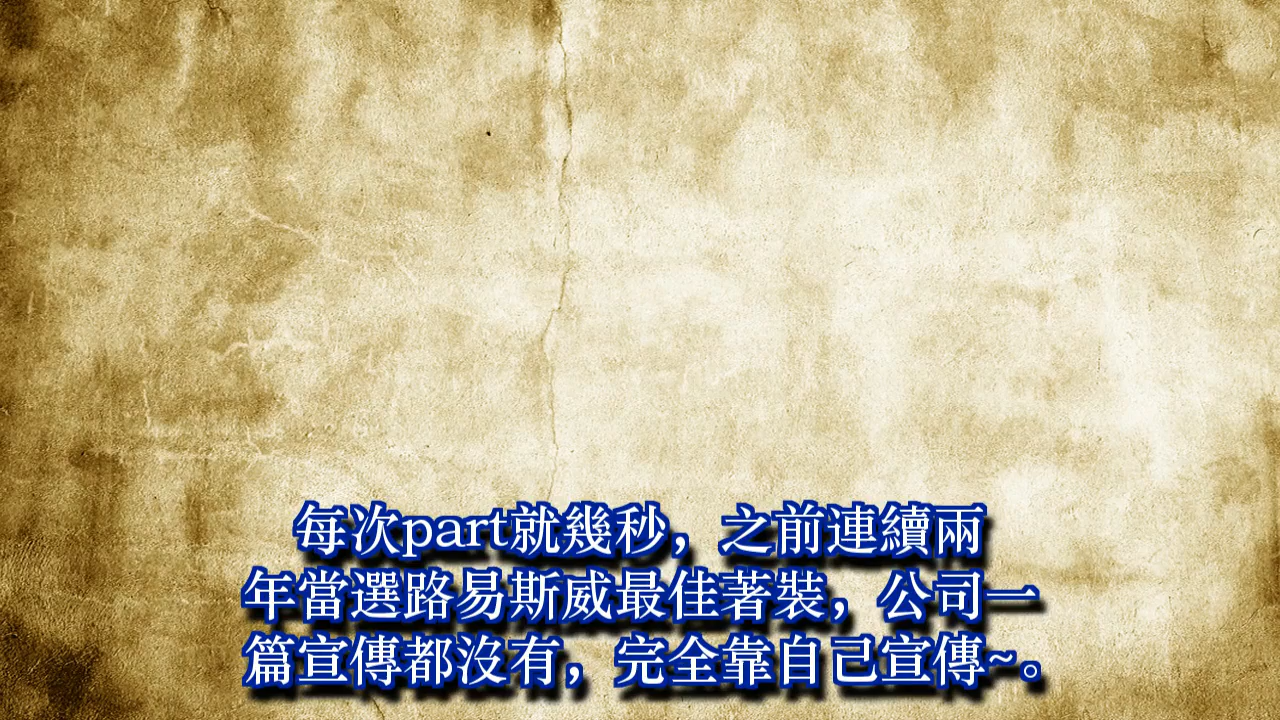 每次part就幾秒，之前連續兩
年當選路易斯威最佳著裝，公司一
篇宣傳都沒有，完全靠自己宣傳~。